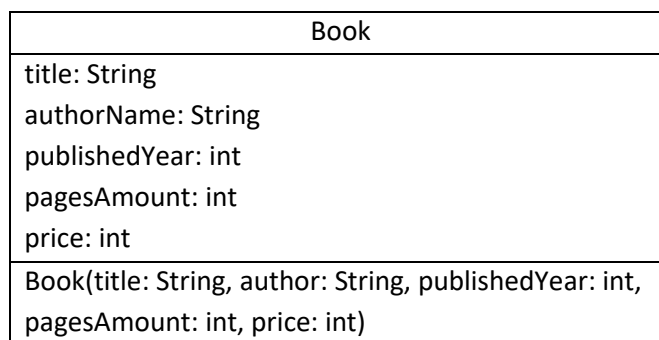 Book
title: String
authorName: String
publishedYear: int
pagesAmount: int
price: int
Book(title: String, author: String, publishedYear: int,
pagesAmount: int, price: int)